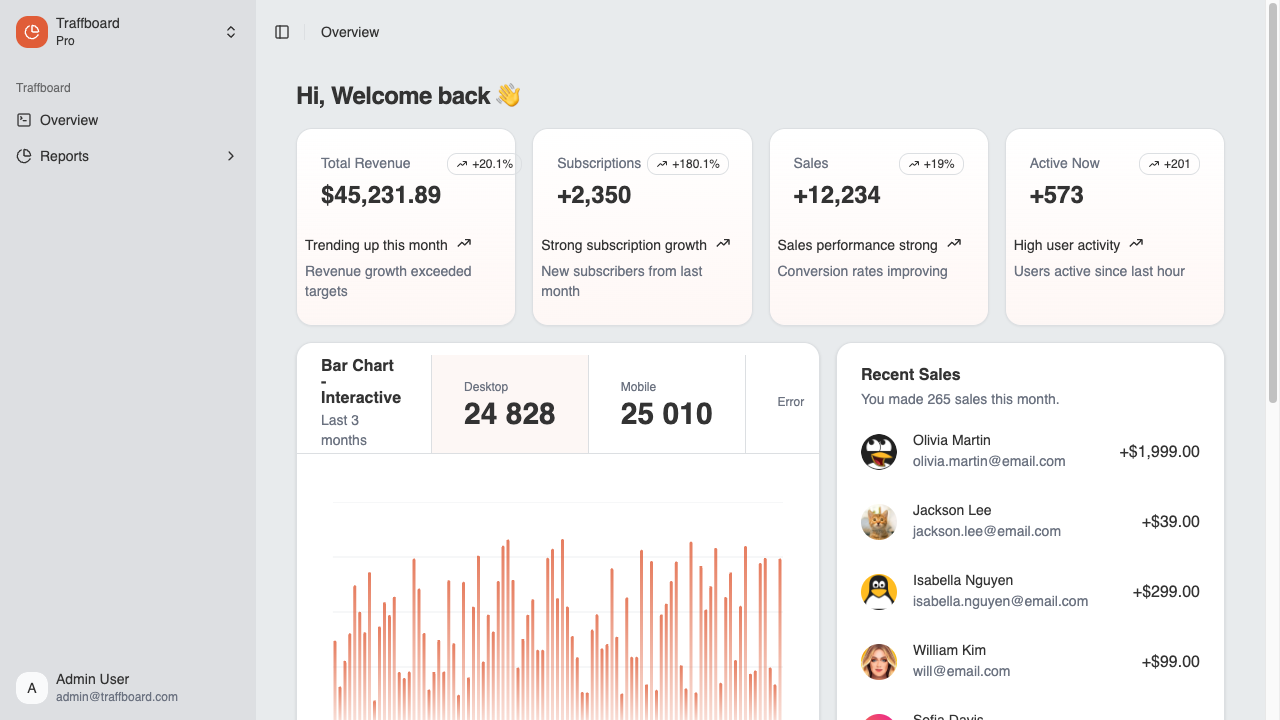 Traffboard
Pro
Traffboard
Overview
Reports
A
Admin User
admin@traffboard.com
Overview
Hi, Welcome back 👋
Total Revenue
+20.1%
$45,231.89
Trending up this month
Revenue growth exceeded
targets
Subscriptions
+180.1%
+2,350
Strong subscription growth
New subscribers from last
month
Sales
+19%
+12,234
Sales performance strong
Conversion rates improving
Active Now
+201
+573
High user activity
Users active since last hour
Bar Chart
-
Interactive
Last 3
months
Desktop
24 828
Mobile
25 010
Error
Recent Sales
You made 265 sales this month.
Olivia Martin
olivia.martin@email.com
+$1,999.00
Jackson Lee
jackson.lee@email.com
+$39.00
Isabella Nguyen
isabella.nguyen@email.com
+$299.00
William Kim
will@email.com
+$99.00
Sofia Davis